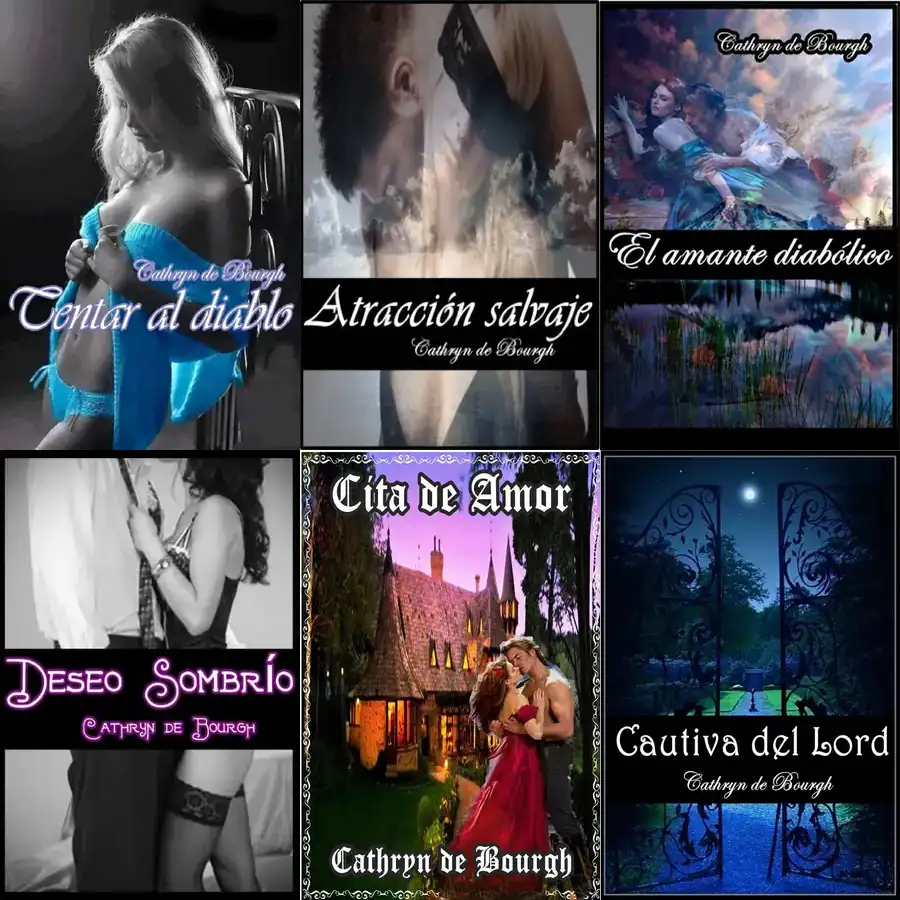 Cathryn de Bourgh
Tentar al diablo
Atracción salvaje
Cathryn de Bourgh
Cathryn de Bourgh
El amante diabólico
Deseo Sombrío
Cathryn de Bourgh
Cita de Amor
Cathryn de Bourgh
Cautiva del Lord
Cathryn de Bourgh